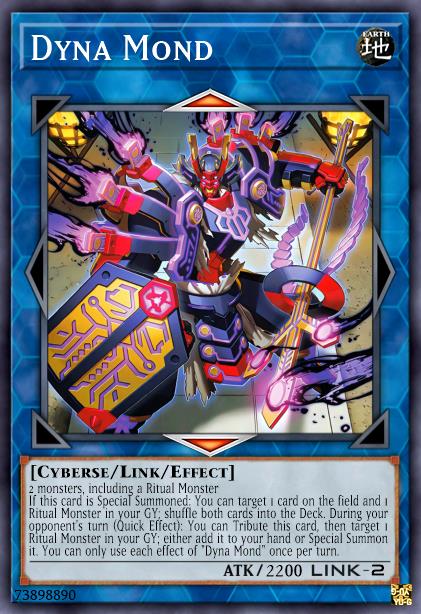 Dyna Mond
EARTH
地
[Cyberse/Link/Effect]
2 monsters, including a Ritual Monster
If this card is Special Summoned: You can target 1 card on the field and 1
Ritual Monster in your GY; shuffle both cards into the Deck. During your
opponent's turn (Quick Effect): You can Tribute this card, then target 1
Ritual Monster in your GY; either add it to your hand or Special Summon
it. You can only use each effect of "Dyna Mond" once per turn.
ATK/2200 LINK-2
73898890